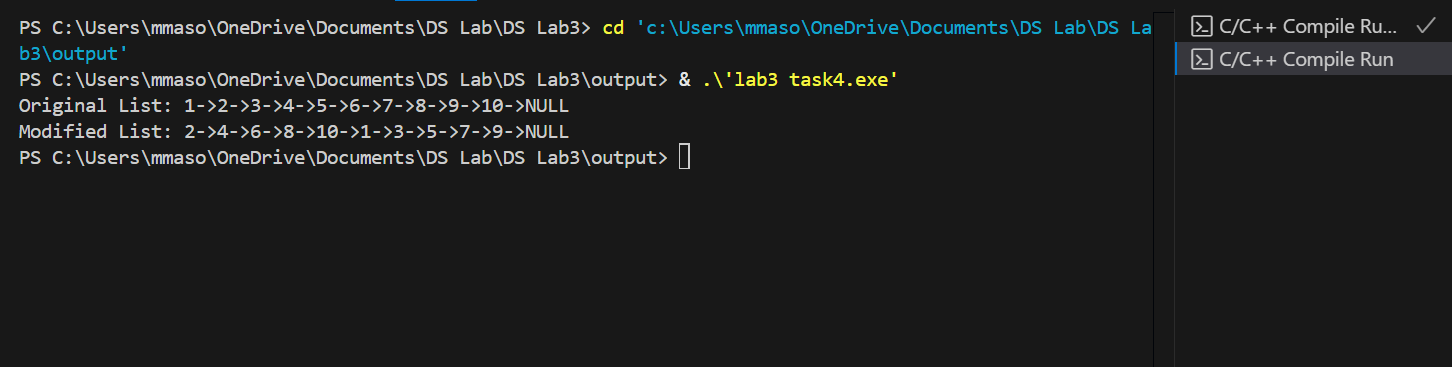 PS C:\Users\mmaso\OneDrive\Documents\DS Lab\DS Lab3> cd 'c:\Users\mmaso\OneDrive\Documents\DS Lab\DS La
b3\output'
PS C:\Users\mmaso\OneDrive\Documents\DS Lab\DS Lab3\output> & .\'lab3 task4.exe'
Original List: 1->2->3->4->5->6->7->8->9->10->NULL
Modified List: 2->4->6->8->10->1->3->5->7->9->NULL
PS C:\Users\mmaso\OneDrive\Documents\DS Lab\DS Lab3\output>
C/C++ Compile Ru...
C/C++ Compile Run